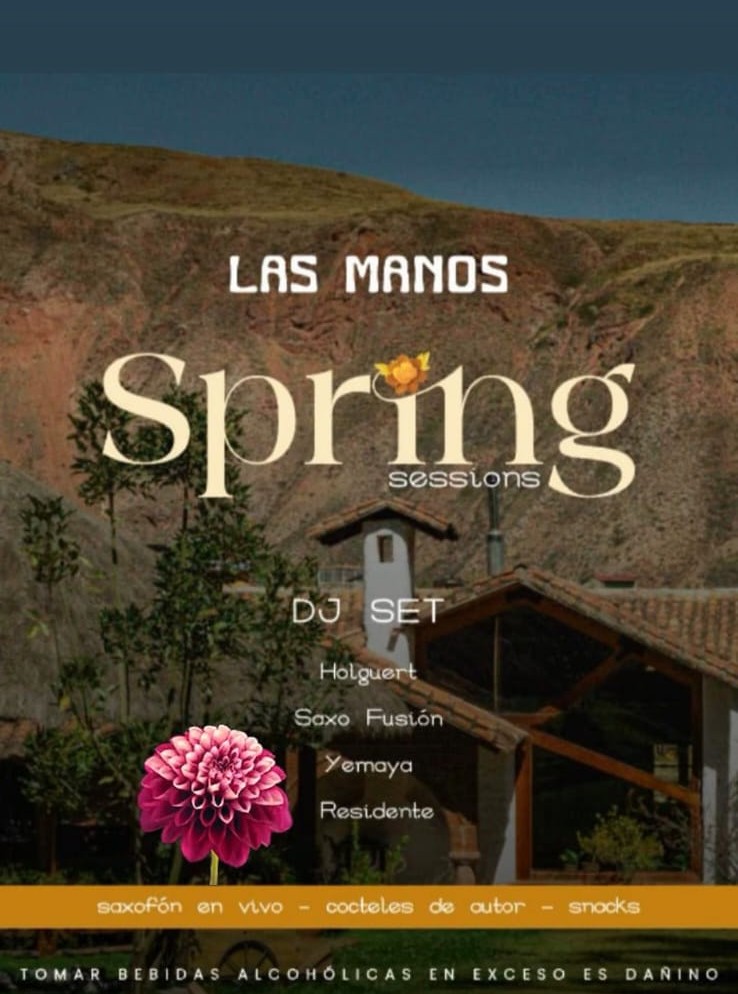 LAS MANOS
Spring
sessions
DJ SET
Holguert
Saxo Fusión
Yemaya
Residente
saxofón en vivo - cocteles de autor - snacks
TOMAR BEBIDAS ALCOHÓLICAS EN EXCESO ES DAÑINO